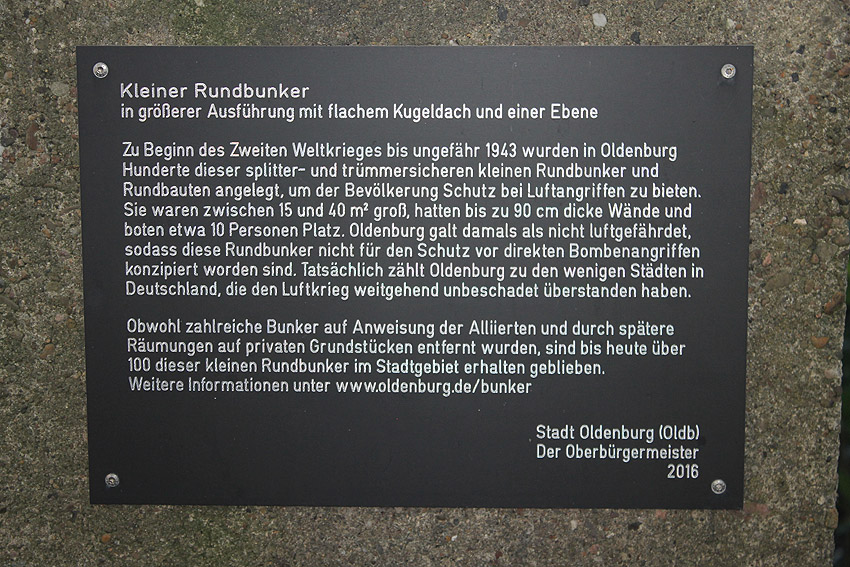 Kleiner Rundbunker
in größerer Ausführung mit flachem Kugeldach und einer Ebene
Zu Beginn des Zweiten Weltkrieges bis ungefähr 1943 wurden in Oldenburg
Hunderte dieser splitter- und trümmersicheren kleinen Rundbunker und
Rundbauten angelegt, um der Bevölkerung Schutz bei Luftangriffen zu bieten.
Sie waren zwischen 15 und 40 m² groß, hatten bis zu 90 cm dicke Wände und
boten etwa 10 Personen Platz. Oldenburg galt damals als nicht luftgefährdet,
sodass diese Rundbunker nicht für den Schutz vor direkten Bombenangriffen
konzipiert worden sind. Tatsächlich zählt Oldenburg zu den wenigen Städten in
Deutschland, die den Luftkrieg weitgehend unbeschadet überstanden haben.
Obwohl zahlreiche Bunker auf Anweisung der Alliierten und durch spätere
Räumungen auf privaten Grundstücken entfernt wurden, sind bis heute über
100 dieser kleinen Rundbunker im Stadtgebiet erhalten geblieben.
Weitere Informationen unter www.oldenburg.de/bunker
Stadt Oldenburg (Oldb)
Der Oberbürgermeister
2016